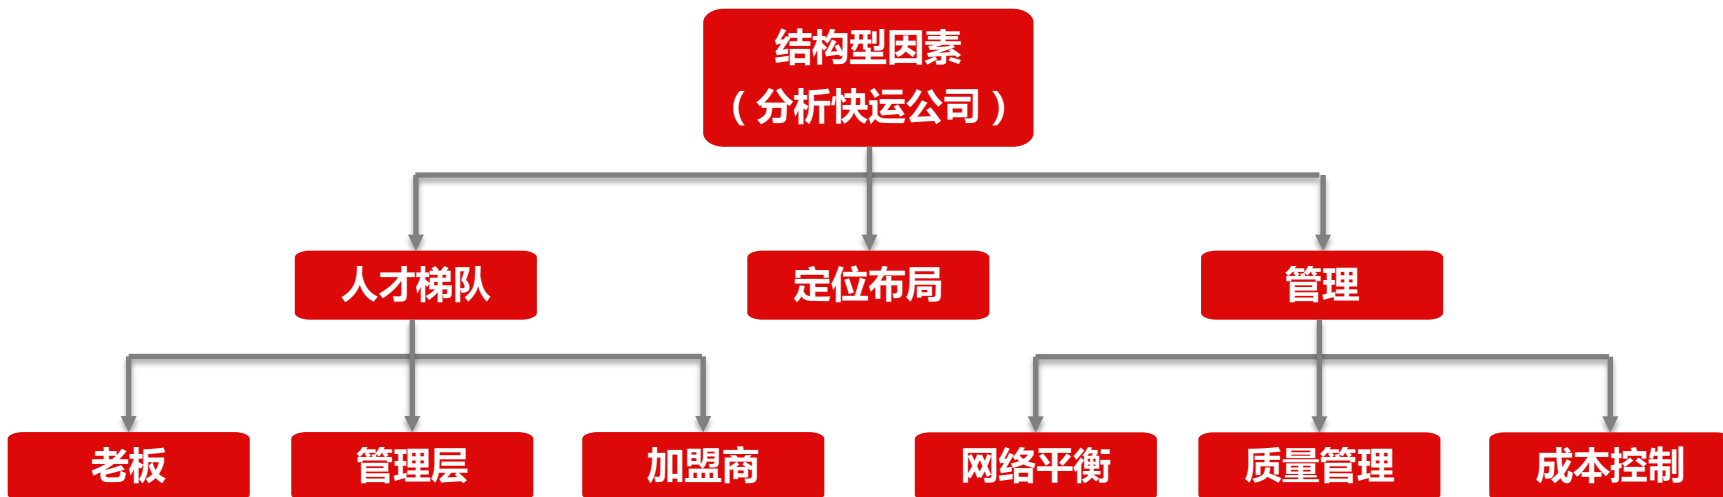 结构型因素
（分析快运公司）
人才梯队
定位布局
管理
老板
管理层
加盟商
网络平衡
质量管理
成本控制